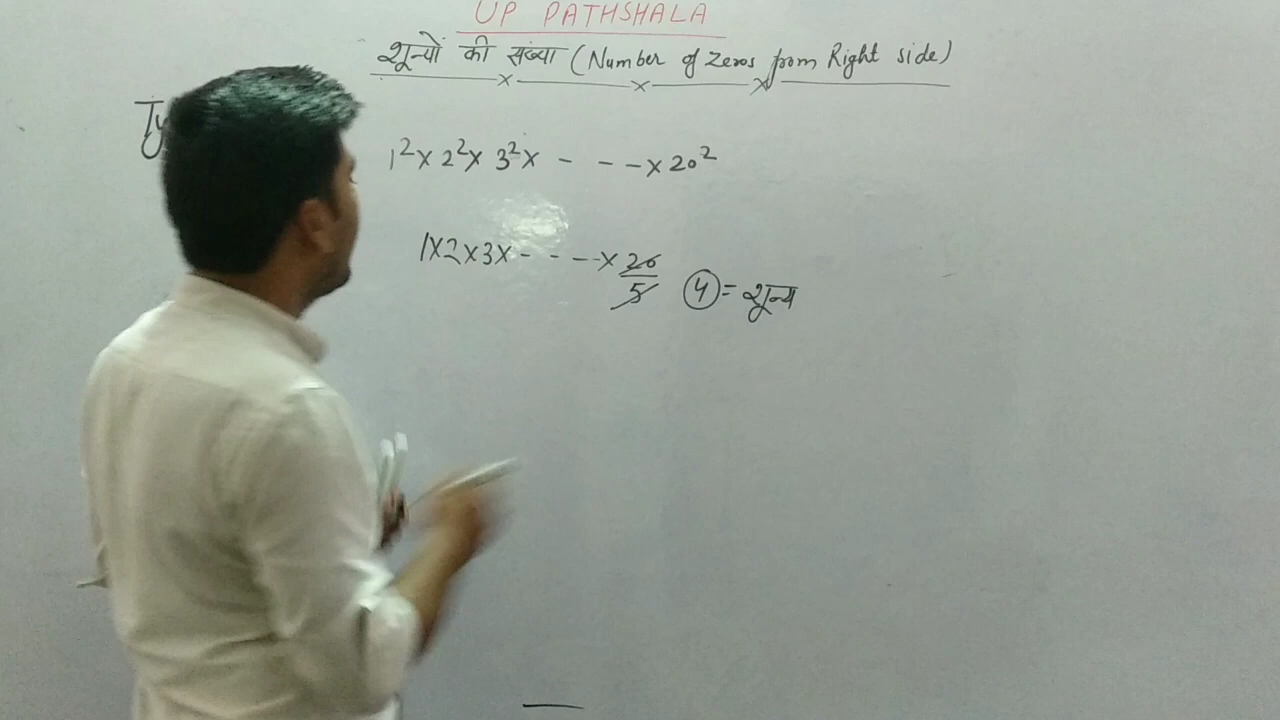 UP PATHSHALA
शून्यों की संख्या (Number of Zeros from Right side)
1²x 2²x 3²x - - - x 20²
1x2x3x - - - - x 20/5 4 = शून्य